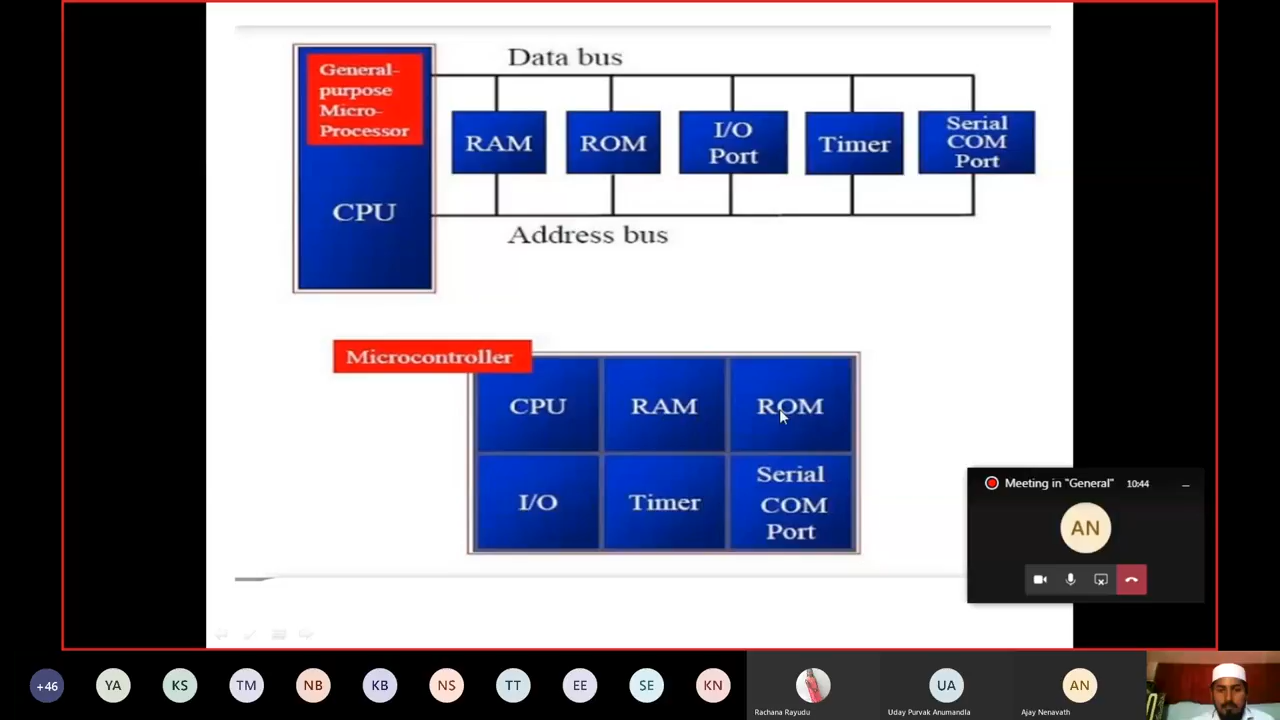 Data bus
General-
purpose
Micro-
Processor
CPU
RAM
ROM
I/O
Port
Timer
Serial
COM
Port
Address bus
Microcontroller
CPU
RAM
ROM
I/O
Timer
Serial
COM
Port
Meeting in "General"
10:44
AN
+46
YA
KS
TM
NB
KB
NS
TT
EE
SE
KN
Rachana Rayudu
UA
Uday Purvak Anumandla
AN
Ajay Nenavath